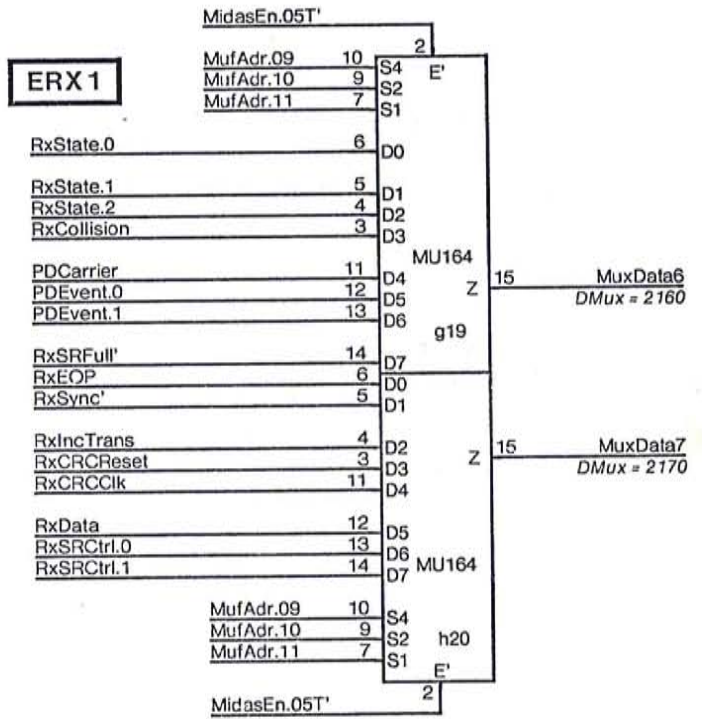 MidasEn.05T'
2
MufAdr.09 10 S4 E'
MufAdr.10 9 S2
MufAdr.11 7 S1
ERX1
RxState.0 6 D0
RxState.1 5 D1
RxState.2 4 D2
RxCollision 3 D3
MU164
PDCarrier 11 D4
Z 15 MuxData6
PDEvent.0 12 D5
DMux = 2160
PDEvent.1 13 D6
g19
RxSRFull' 14 D7
RxEOP 6 D0
RxSync' 5 D1
RxIncTrans 4 D2
Z 15 MuxData7
RxCRCReset 3 D3
DMux = 2170
RxCRCClk 11 D4
RxData 12 D5
RxSRCtrl.0 13 D6
RxSRCtrl.1 14 D7 MU164
MufAdr.09 10 S4
MufAdr.10 9 S2 h20
MufAdr.11 7 S1
E'
2
MidasEn.05T'